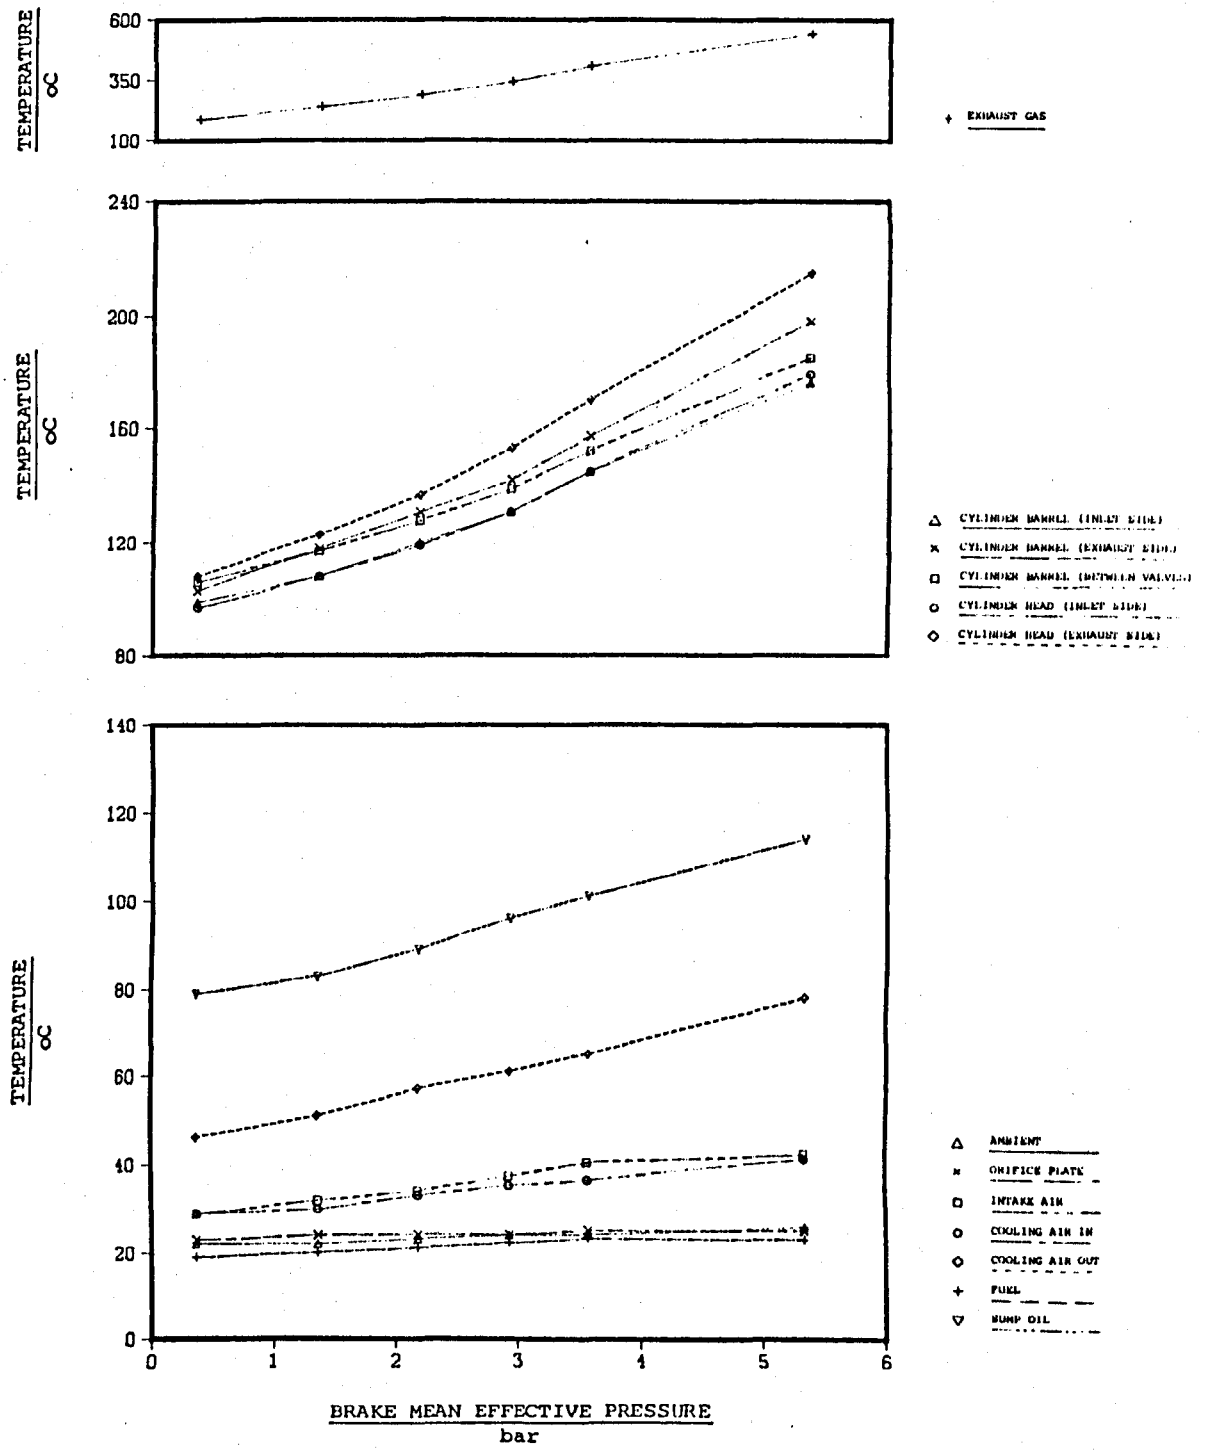 600
350
100
TEMPERATURE
°C
+ EXHAUST GAS
240
200
160
120
80
TEMPERATURE
°C
CYLINDER BARREL (INLET SIDE)
CYLINDER BARREL (EXHAUST SIDE)
CYLINDER BARREL (BETWEEN VALVES)
CYLINDER HEAD (INLET SIDE)
CYLINDER HEAD (EXHAUST SIDE)
140
120
100
80
60
40
20
0
TEMPERATURE
°C
AMBIENT
ORIFICE PLATE
INTAKE AIR
COOLING AIR IN
COOLING AIR OUT
FUEL
SUMP OIL
0 1 2 3 4 5 6
BRAKE MEAN EFFECTIVE PRESSURE
bar